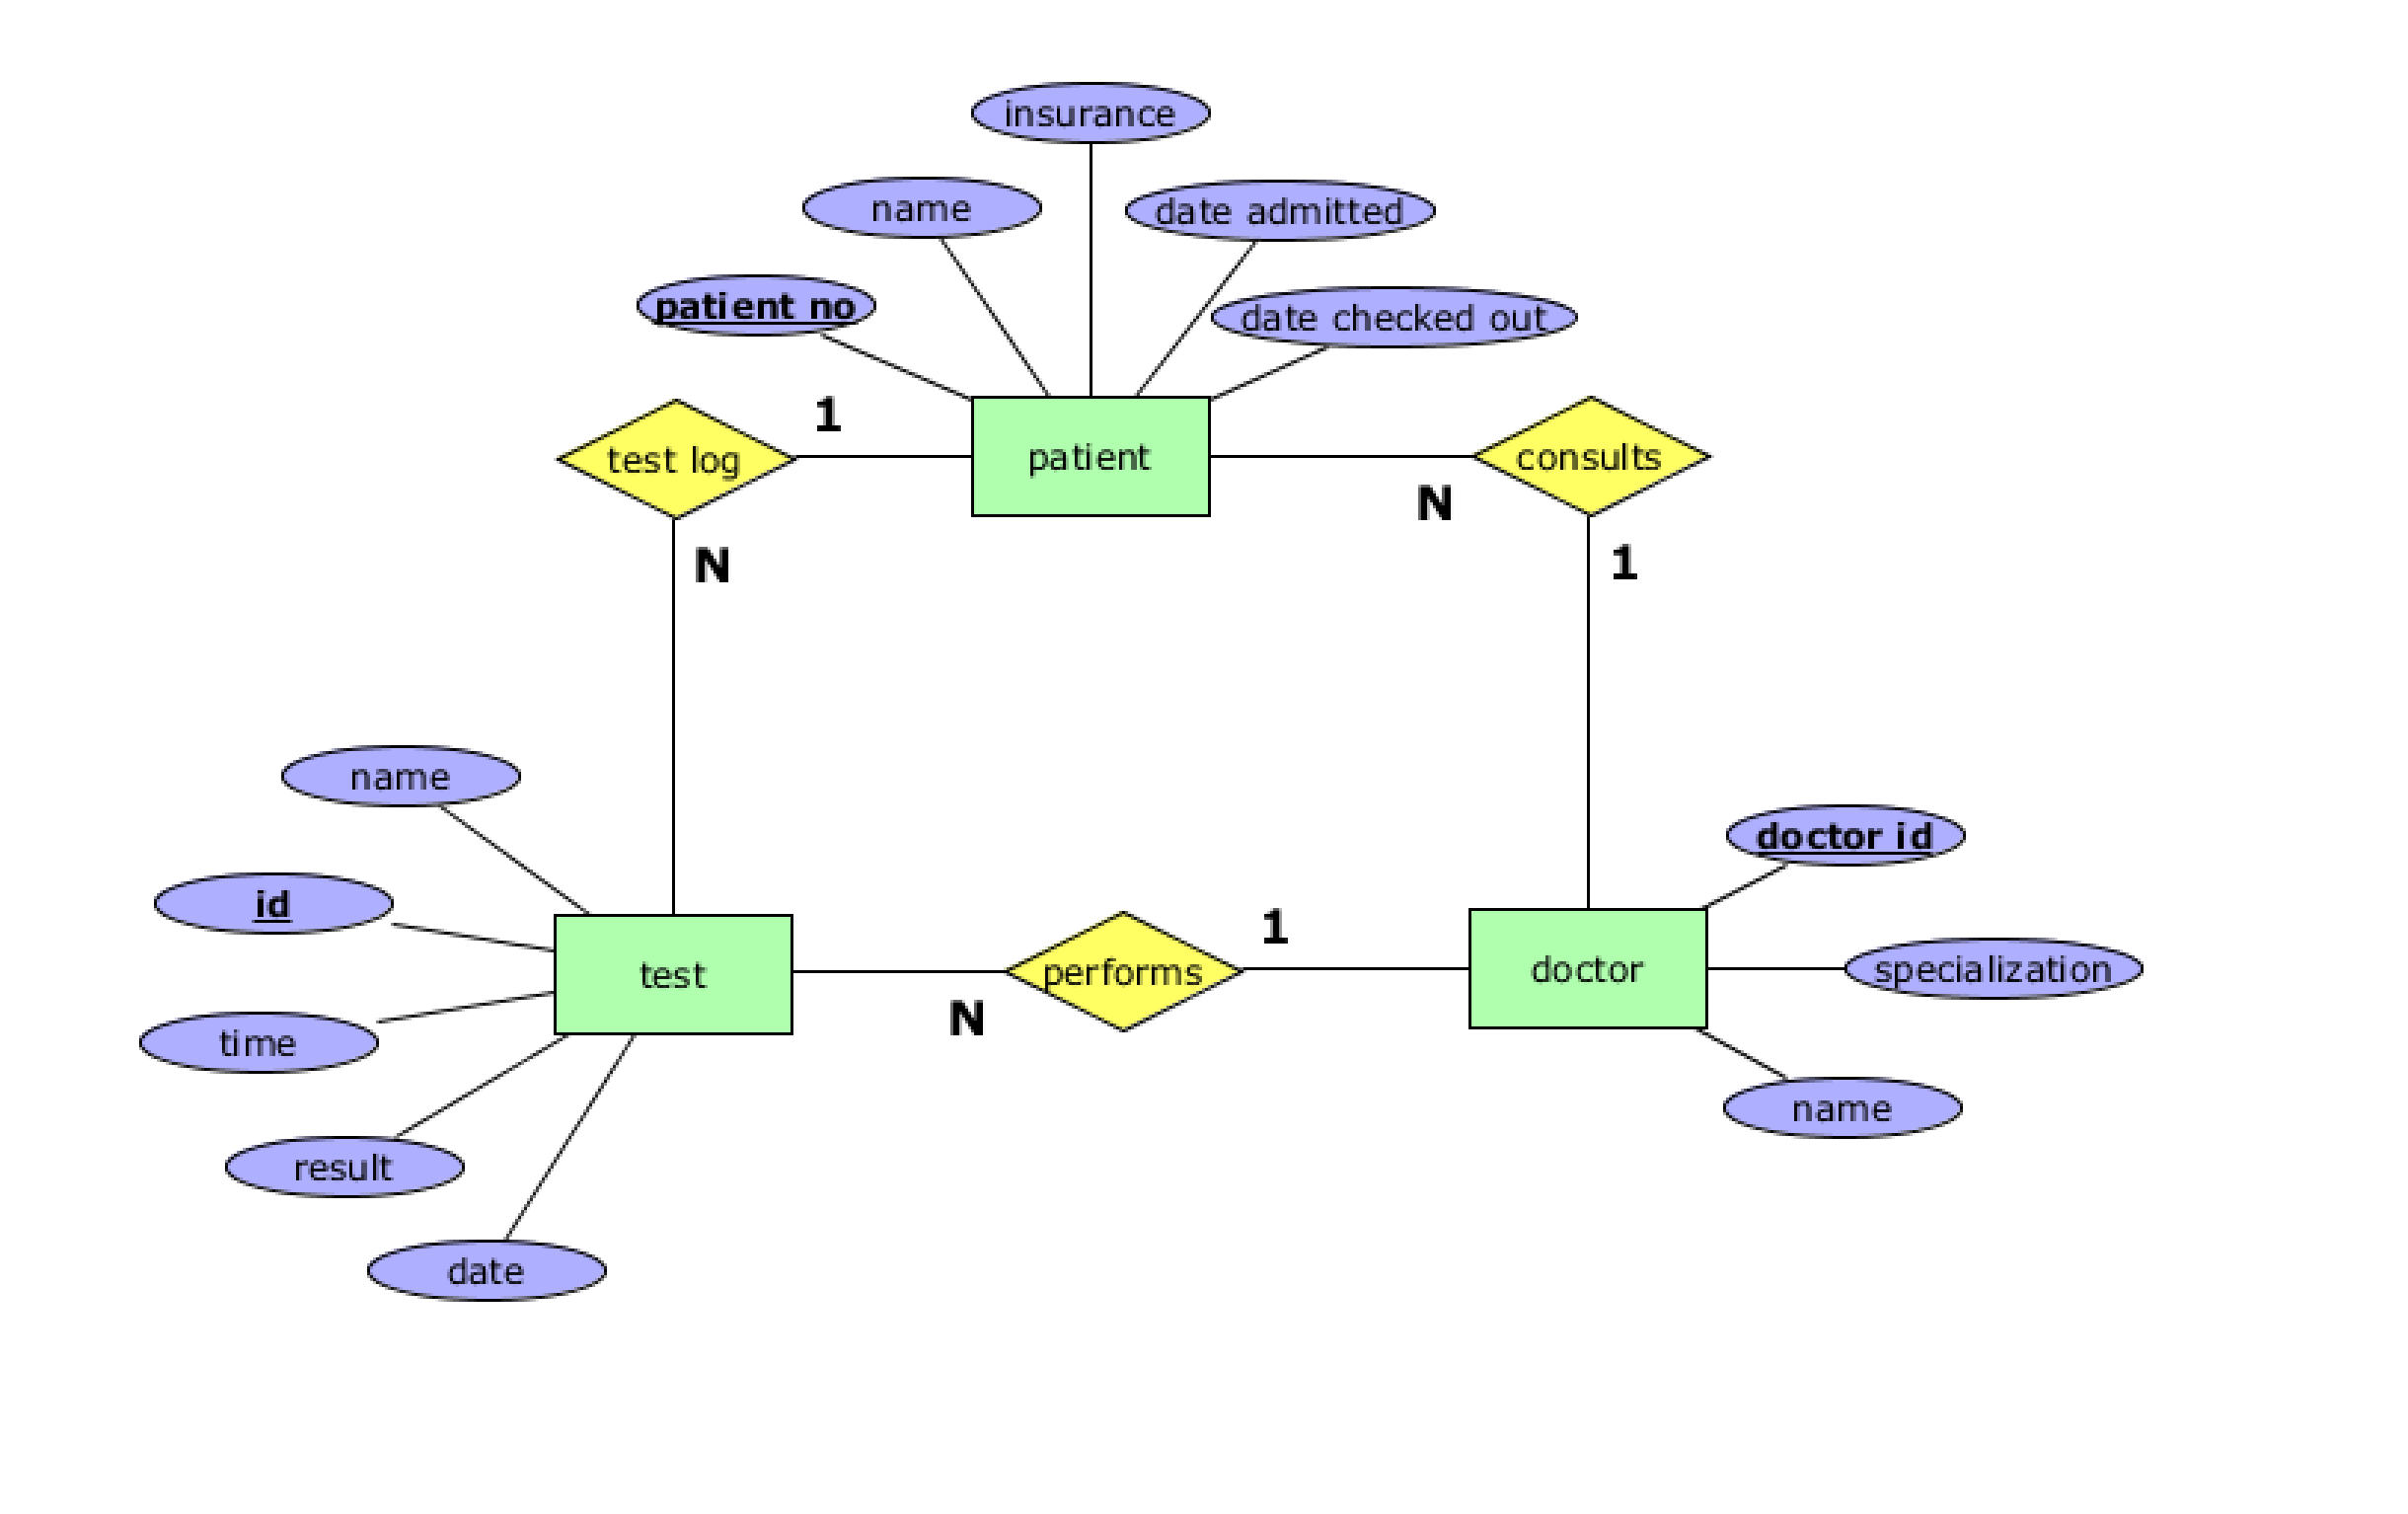 insurance
name
date admitted
patient no
date checked out
1
test log
patient
consults
N
N
1
name
doctor id
id
1
test
performs
doctor
specialization
N
time
name
result
date